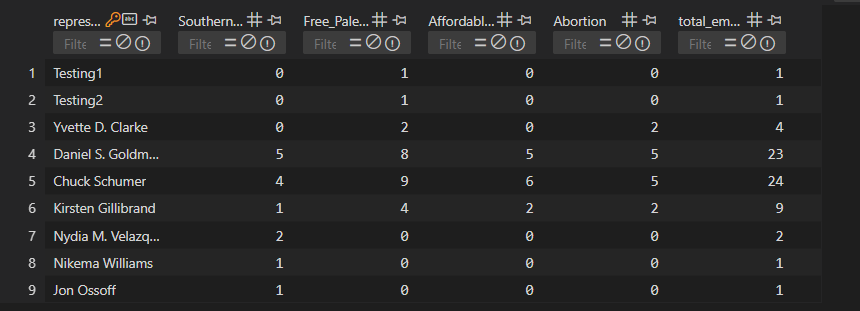 repres... Southern... Free_Pale... Affordabl... Abortion total_em...
Filte Filte Filte Filte Filte Filte
1 Testing1 0 1 0 0 1
2 Testing2 0 1 0 0 1
3 Yvette D. Clarke 0 2 0 2 4
4 Daniel S. Goldm... 5 8 5 5 23
5 Chuck Schumer 4 9 6 5 24
6 Kirsten Gillibrand 1 4 2 2 9
7 Nydia M. Velazq... 2 0 0 0 2
8 Nikema Williams 1 0 0 0 1
9 Jon Ossoff 1 0 0 0 1